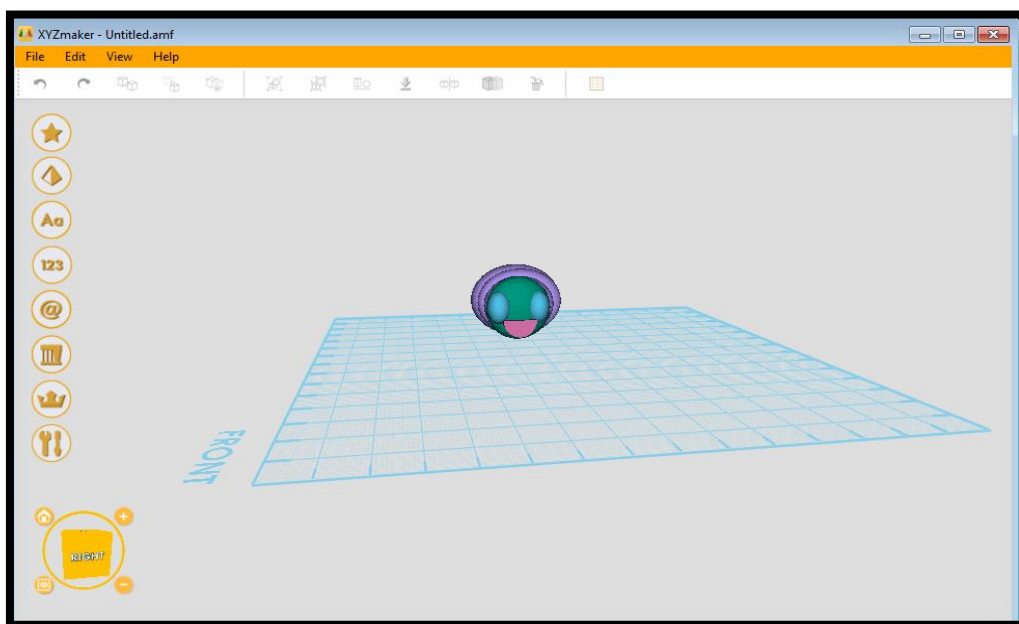 XYZmaker - Untitled.amf
File Edit View Help
Aa
123
@
FRONT
RIGHT